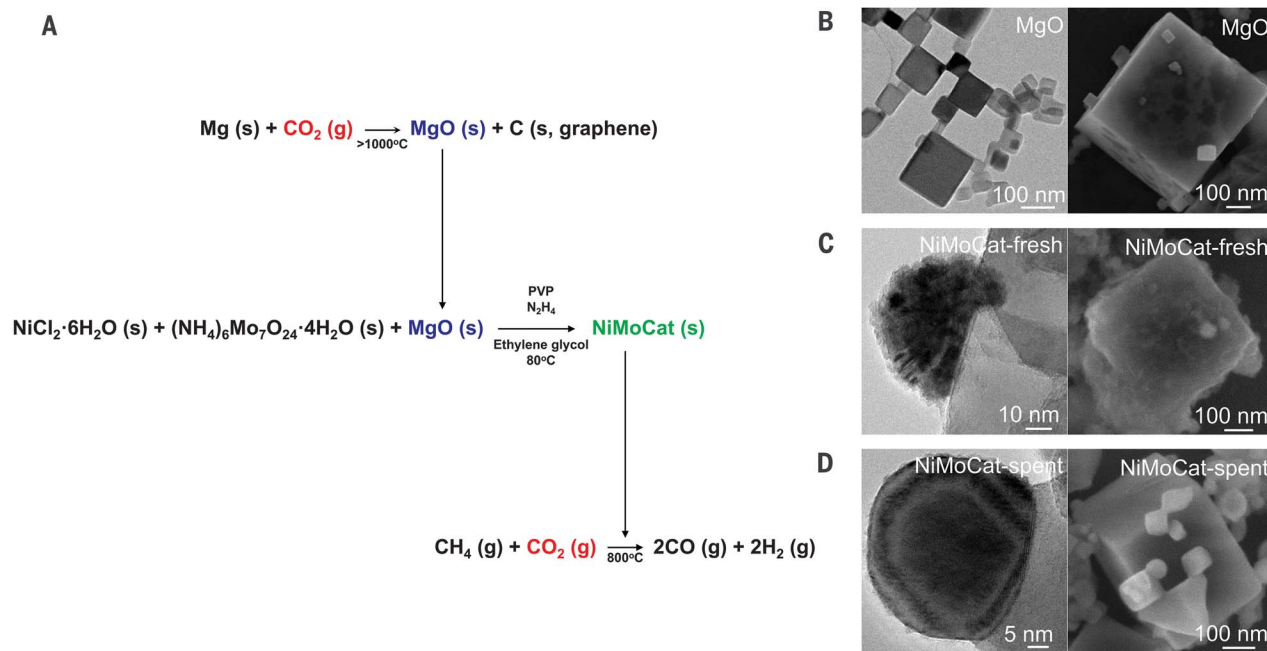 A
Mg (s) + CO₂ (g) → MgO (s) + C (s, graphene)
>1000°C
PVP
N₂H₄
NiCl₂·6H₂O (s) + (NH₄)₆Mo₇O₂₄·4H₂O (s) + MgO (s) → NiMoCat (s)
Ethylene glycol
80°C
CH₄ (g) + CO₂ (g) → 2CO (g) + 2H₂ (g)
800°C
B
MgO
100 nm
MgO
100 nm
C
NiMoCat-fresh
10 nm
NiMoCat-fresh
100 nm
D
NiMoCat-spent
5 nm
NiMoCat-spent
100 nm